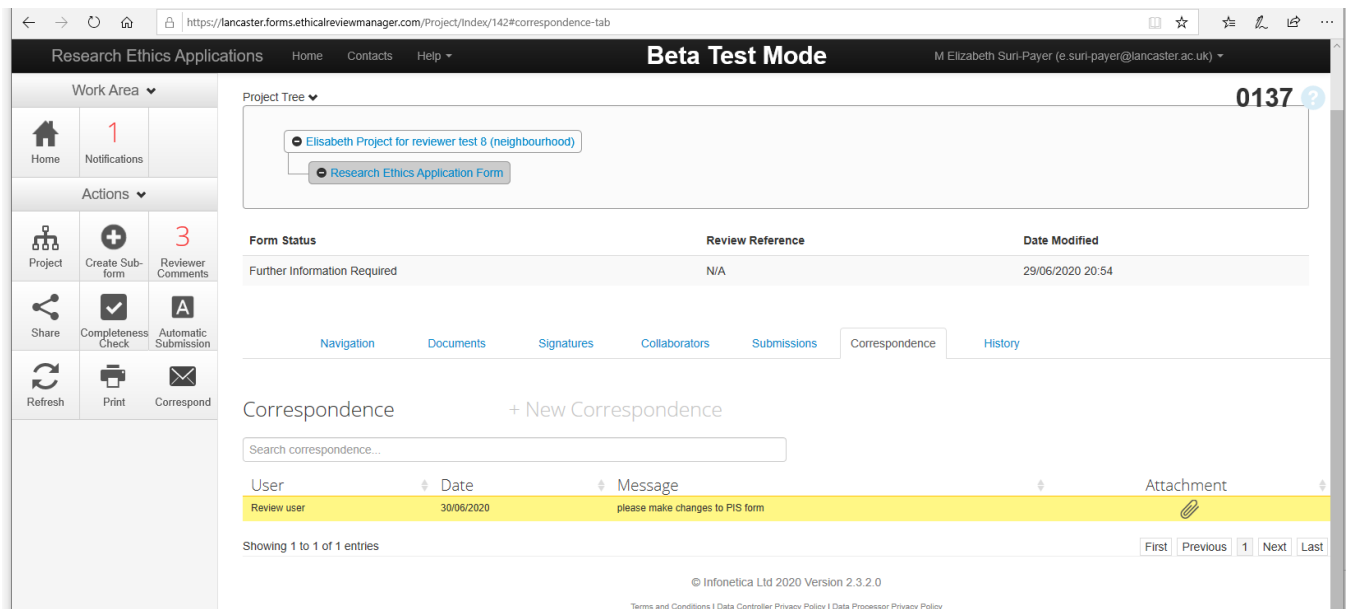 https://lancaster.forms.ethicalreviewmanager.com/Project/Index/142#correspondence-tab
Research Ethics Applications Home Contacts Help Beta Test Mode M Elizabeth Suri-Payer (e.suri-payer@lancaster.ac.uk)
Work Area
Project Tree
0137 ?
1
Home Notifications
Elisabeth Project for reviewer test 8 (neighbourhood)
Research Ethics Application Form
Actions
3
Project Create Sub-form Reviewer Comments
Form Status Review Reference Date Modified
Further Information Required N/A 29/06/2020 20:54
A
Share Completeness Check Automatic Submission
Navigation Documents Signatures Collaborators Submissions Correspondence History
Refresh Print Correspond
Correspondence + New Correspondence
Search correspondence...
User Date Message Attachment
Review user 30/06/2020 please make changes to PIS form
Showing 1 to 1 of 1 entries First Previous 1 Next Last
© Infonetica Ltd 2020 Version 2.3.2.0
Terms and Conditions I Data Controller Privacy Policy I Data Processor Privacy Policy